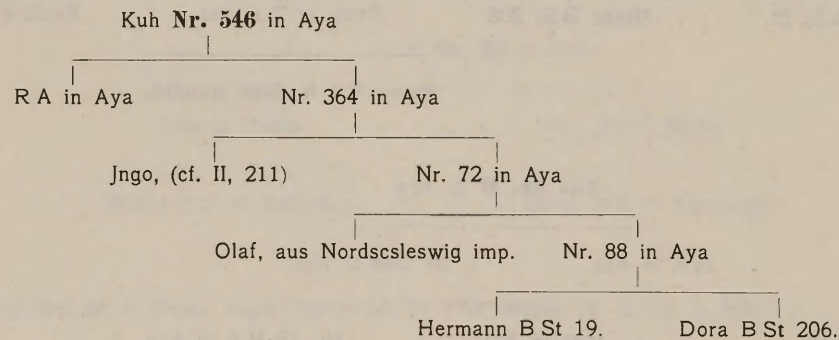 Kuh Nr. 546 in Aya
R A in Aya Nr. 364 in Aya
Jngo, (cf. II, 211) Nr. 72 in Aya
Olaf, aus Nordscsleswig imp. Nr. 88 in Aya
Hermann B St 19. Dora B St 206.